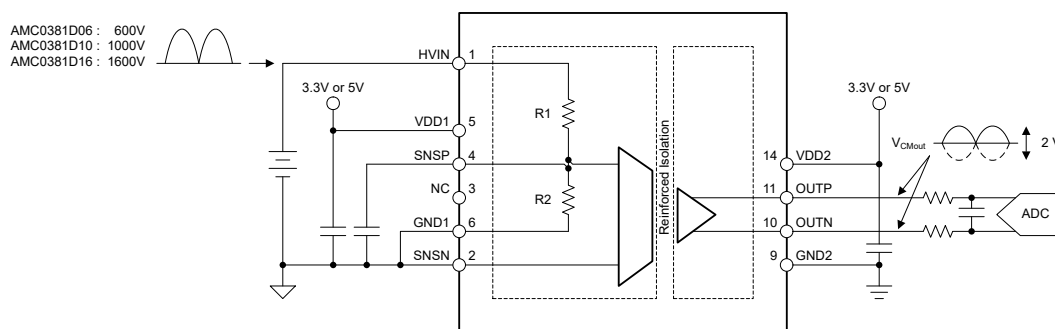 AMC0381D06 : 600V
AMC0381D10 : 1000V
AMC0381D16 : 1600V
HVIN
1
3.3V or 5V
VDD1
5
SNSP
4
NC
3
GND1
6
SNSN
2
R1
R2
Reinforced Isolation
3.3V or 5V
14
VDD2
11
OUTP
10
OUTN
9
GND2
VCMout
2 V
ADC